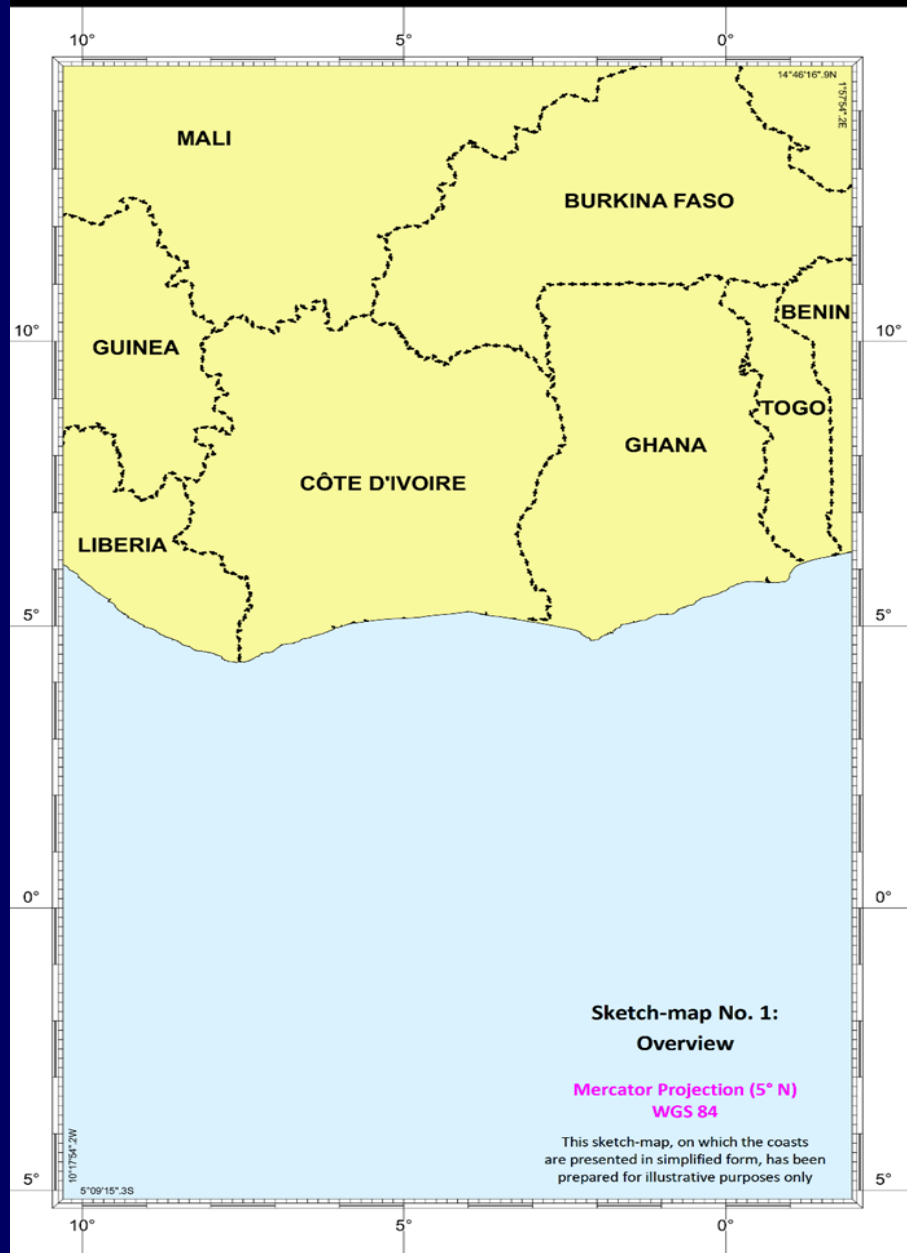 10° 5° 0°
14°46'16".9N
1°57'54".2E
MALI
BURKINA FASO
BENIN
10° 10°
GUINEA
TOGO
GHANA
CÔTE D'IVOIRE
LIBERIA
5° 5°
0° 0°
Sketch-map No. 1:
Overview
Mercator Projection (5° N)
WGS 84
This sketch-map, on which the coasts
are presented in simplified form, has been
prepared for illustrative purposes only
10°17'54".2W
5°09'15".3S
5° 5°
10° 5° 0°